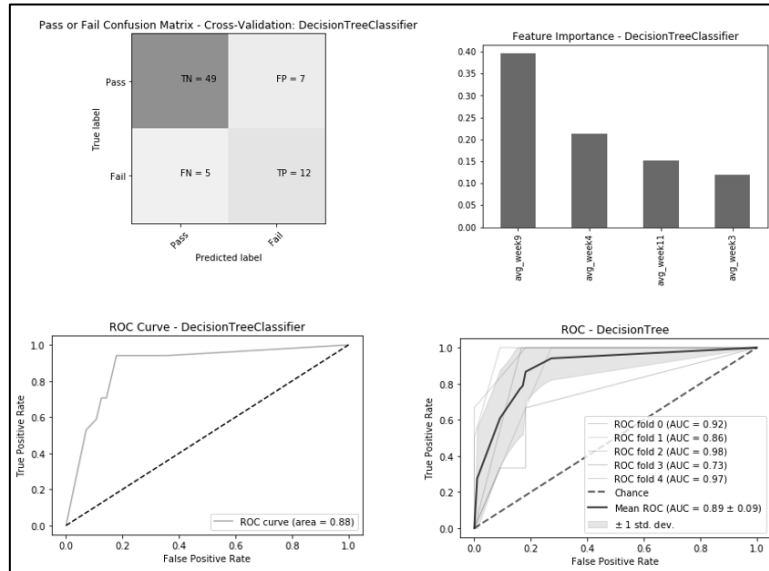 Pass or Fail Confusion Matrix - Cross-Validation: DecisionTreeClassifier
True label
Pass
Fail
TN = 49
FP = 7
FN = 5
TP = 12
Pass
Fail
Predicted label
Feature Importance - DecisionTreeClassifier
0.40
0.35
0.30
0.25
0.20
0.15
0.10
0.05
0.00
avg_week9
avg_week4
avg_week11
avg_week3
ROC Curve - DecisionTreeClassifier
True Positive Rate
1.0
0.8
0.6
0.4
0.2
0.0
ROC curve (area = 0.88)
0.0
0.2
0.4
0.6
0.8
1.0
False Positive Rate
ROC - DecisionTree
True Positive Rate
1.0
0.8
0.6
0.4
0.2
0.0
ROC fold 0 (AUC = 0.92)
ROC fold 1 (AUC = 0.86)
ROC fold 2 (AUC = 0.98)
ROC fold 3 (AUC = 0.73)
ROC fold 4 (AUC = 0.97)
Chance
Mean ROC (AUC = 0.89 ± 0.09)
± 1 std. dev.
0.0
0.2
0.4
0.6
0.8
1.0
False Positive Rate